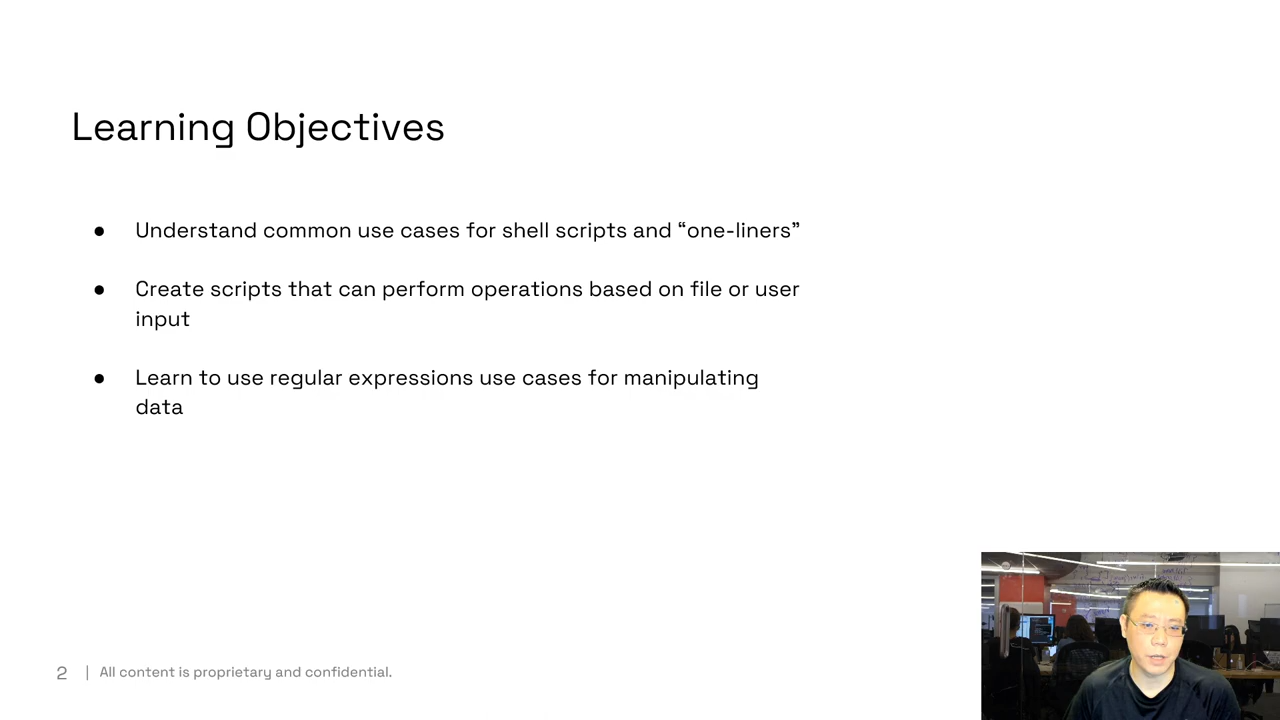 Learning Objectives
● Understand common use cases for shell scripts and “one-liners”
● Create scripts that can perform operations based on file or user
input
● Learn to use regular expressions use cases for manipulating
data
2 | All content is proprietary and confidential.